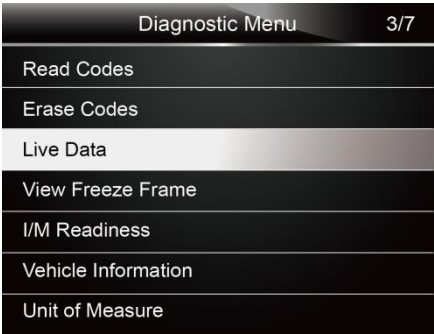 Diagnostic Menu 3/7
Read Codes
Erase Codes
Live Data
View Freeze Frame
I/M Readiness
Vehicle Information
Unit of Measure